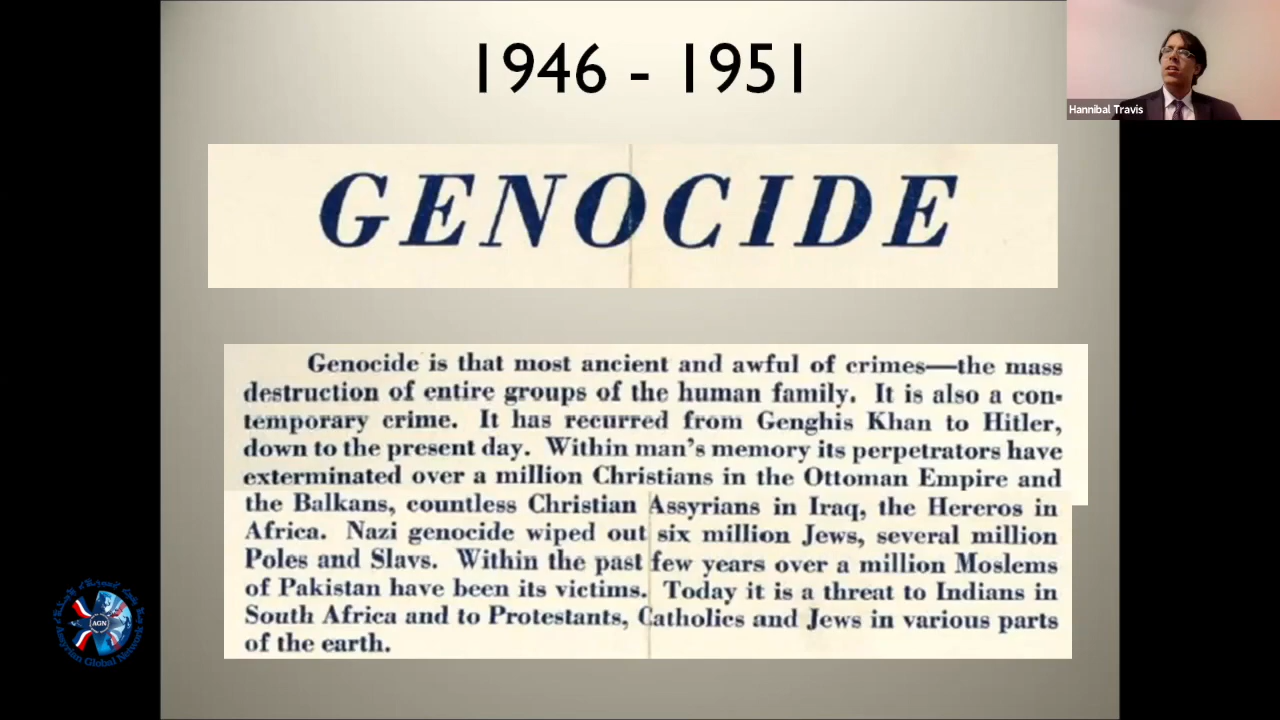 1946 - 1951
Hannibal Travis
GENOCIDE
Genocide is that most ancient and awful of crimes—the mass
destruction of entire groups of the human family. It is also a con-
temporary crime. It has recurred from Genghis Khan to Hitler,
down to the present day. Within man's memory its perpetrators have
exterminated over a million Christians in the Ottoman Empire and
the Balkans, countless Christian Assyrians in Iraq, the Hereros in
Africa. Nazi genocide wiped out six million Jews, several million
Poles and Slavs. Within the past few years over a million Moslems
of Pakistan have been its victims. Today it is a threat to Indians in
South Africa and to Protestants, Catholics and Jews in various parts
of the earth.
AGN
Assyrian Global Network